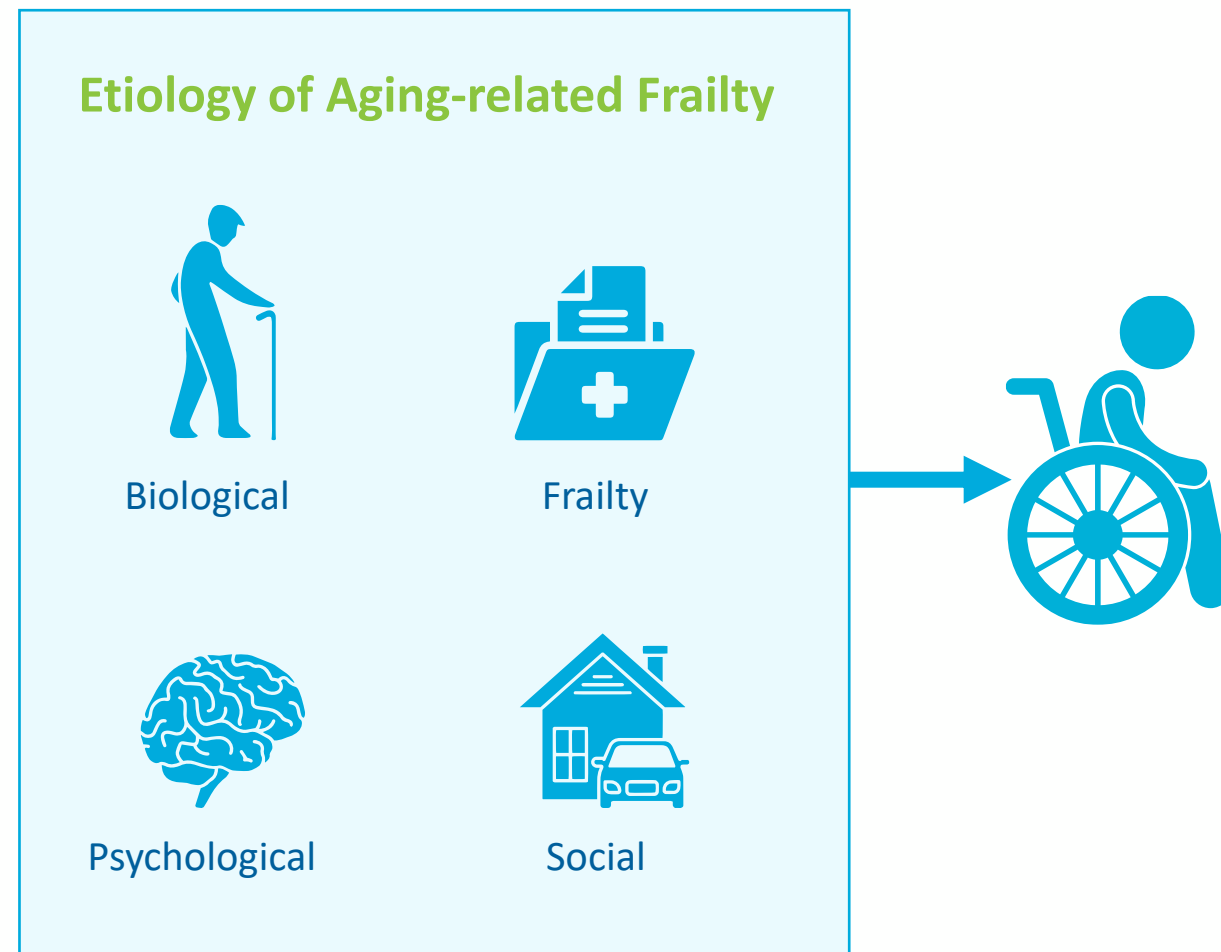 Etiology of Aging-related Frailty
Biological
Frailty
Psychological
Social